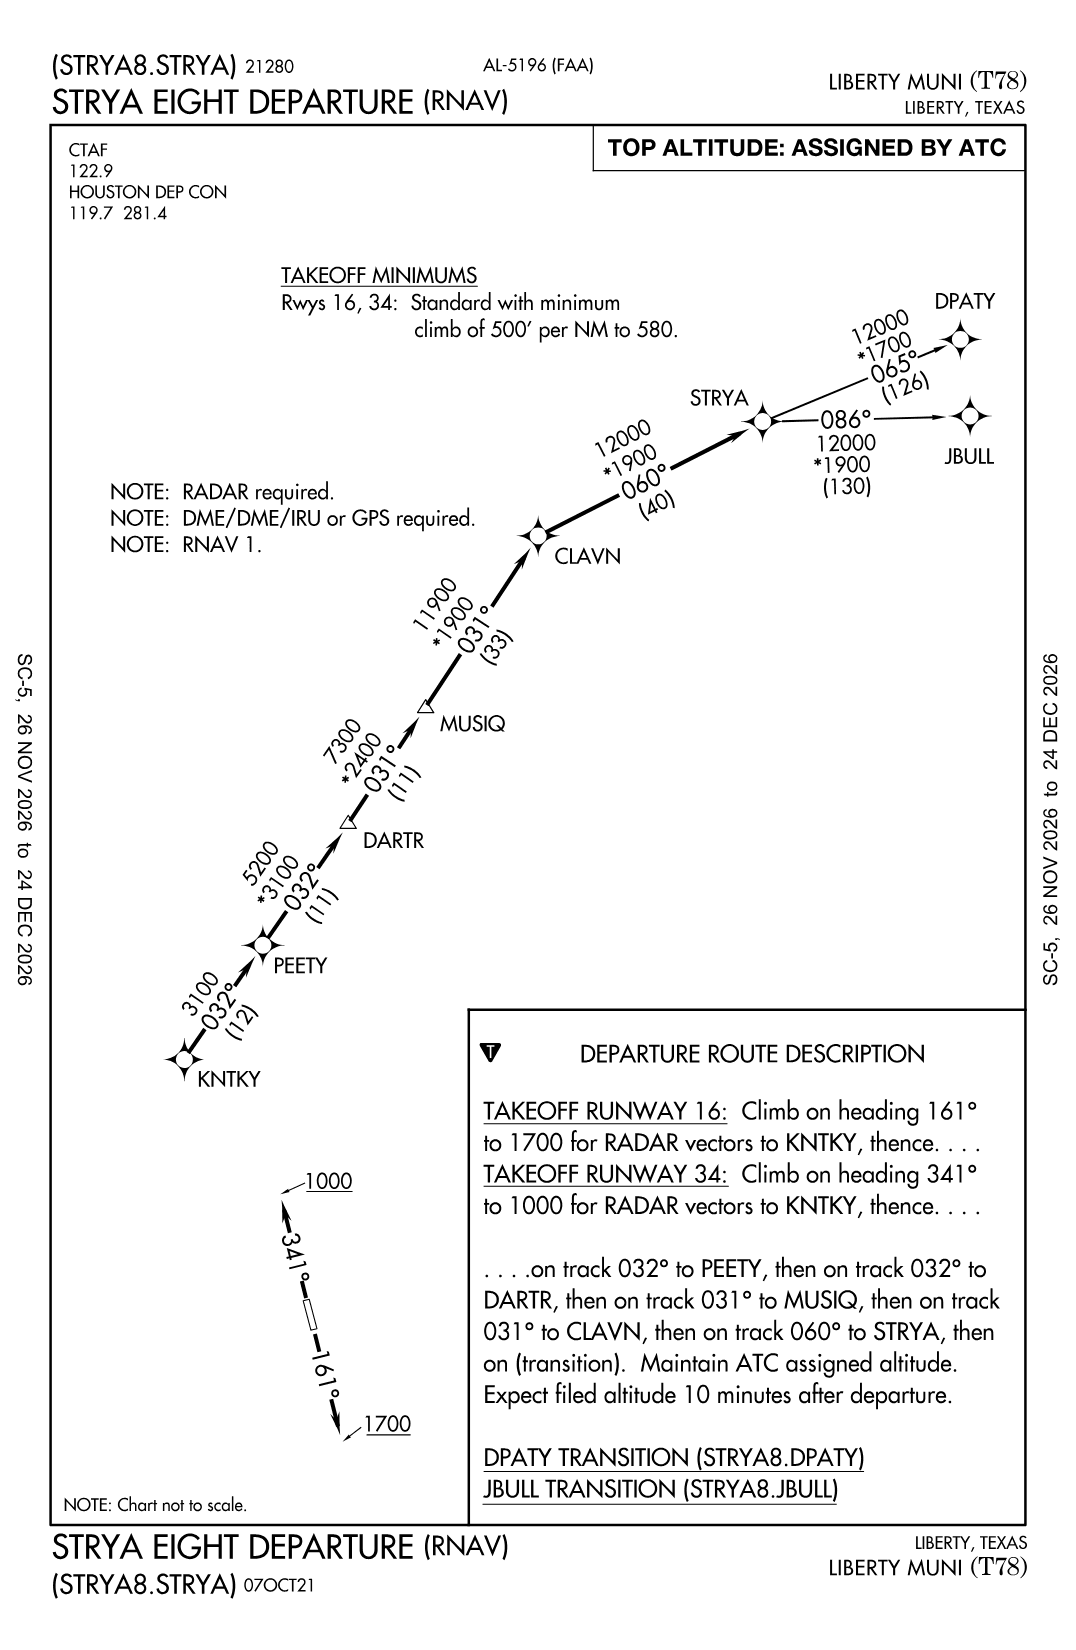 (STRYA8.STRYA) 21280
AL-5196 (FAA)
LIBERTY MUNI (T78)
STRYA EIGHT DEPARTURE (RNAV)
LIBERTY, TEXAS
TOP ALTITUDE: ASSIGNED BY ATC
CTAF
122.9
HOUSTON DEP CON
119.7 281.4
TAKEOFF MINIMUMS
Rwys 16, 34: Standard with minimum
climb of 500' per NM to 580.
DPATY
12000
*1700
065°
(126)
STRYA
086°
12000
*1900
(130)
JBULL
12000
*1900
060°
(40)
NOTE: RADAR required.
NOTE: DME/DME/IRU or GPS required.
NOTE: RNAV 1.
CLAVN
11900
*1900
031°
(33)
MUSIQ
7300
*2400
031°
(11)
DARTR
5200
*3100
032°
(11)
PEETY
3100
032°
(12)
KNTKY
SC-5, 26 NOV 2026 to 24 DEC 2026
SC-5, 26 NOV 2026 to 24 DEC 2026
1000
341°
161°
1700
NOTE: Chart not to scale.
T
DEPARTURE ROUTE DESCRIPTION
TAKEOFF RUNWAY 16: Climb on heading 161°
to 1700 for RADAR vectors to KNTKY, thence. . . .
TAKEOFF RUNWAY 34: Climb on heading 341°
to 1000 for RADAR vectors to KNTKY, thence. . . .
. . . .on track 032° to PEETY, then on track 032° to
DARTR, then on track 031° to MUSIQ, then on track
031° to CLAVN, then on track 060° to STRYA, then
on (transition). Maintain ATC assigned altitude.
Expect filed altitude 10 minutes after departure.
DPATY TRANSITION (STRYA8.DPATY)
JBULL TRANSITION (STRYA8.JBULL)
STRYA EIGHT DEPARTURE (RNAV)
LIBERTY, TEXAS
(STRYA8.STRYA) 07OCT21
LIBERTY MUNI (T78)